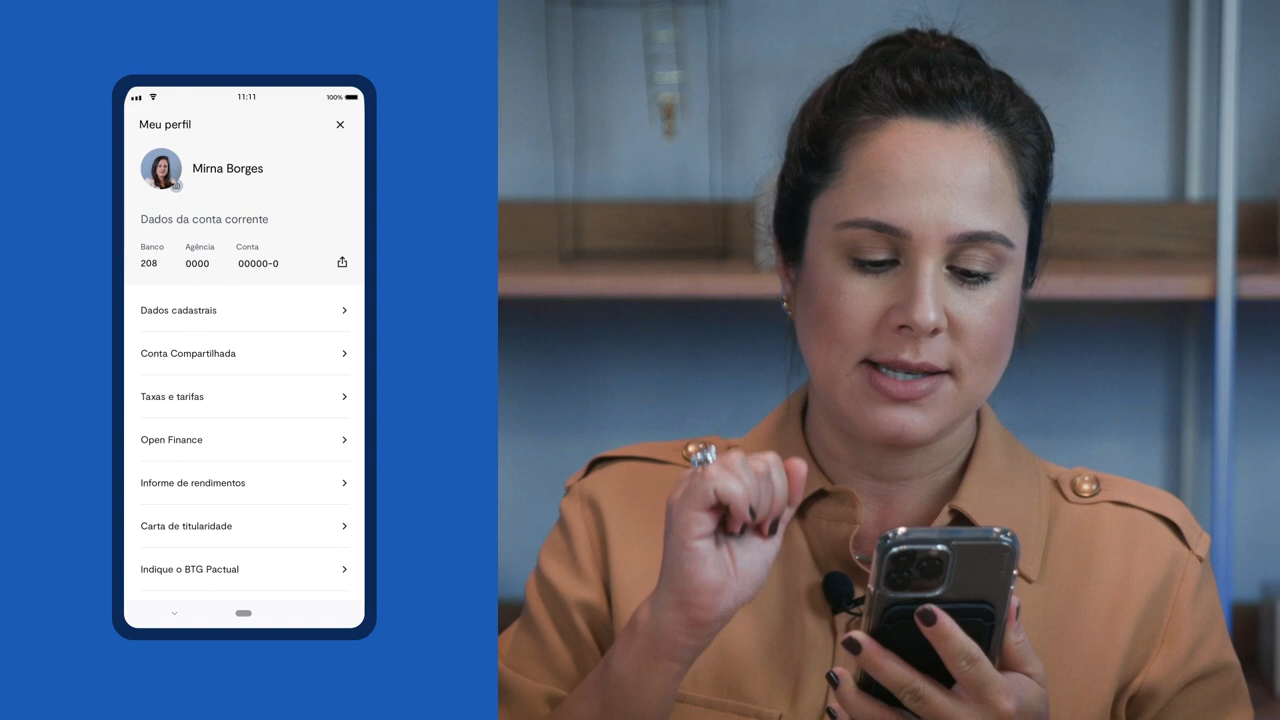 11:11 100%
Meu perfil
Mirna Borges
Dados da conta corrente
Banco Agência Conta
208 0000 00000-0
Dados cadastrais
Conta Compartilhada
Taxas e tarifas
Open Finance
Informe de rendimentos
Carta de titularidade
Indique o BTG Pactual